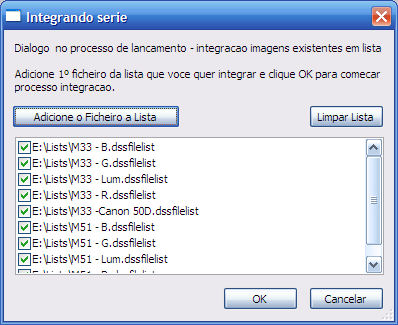 Integrando serie
Dialogo no processo de lancamento - integracao imagens existentes em lista
Adicione 1º ficheiro da lista que voce quer integrar e clique OK para comecar
processo integracao.
Adicione o Ficheiro a Lista
Limpar Lista
E:\Lists\M33 - B.dssfilelist
E:\Lists\M33 - G.dssfilelist
E:\Lists\M33 - Lum.dssfilelist
E:\Lists\M33 - R.dssfilelist
E:\Lists\M33 -Canon 50D.dssfilelist
E:\Lists\M51 - B.dssfilelist
E:\Lists\M51 - G.dssfilelist
E:\Lists\M51 - Lum.dssfilelist
OK
Cancelar